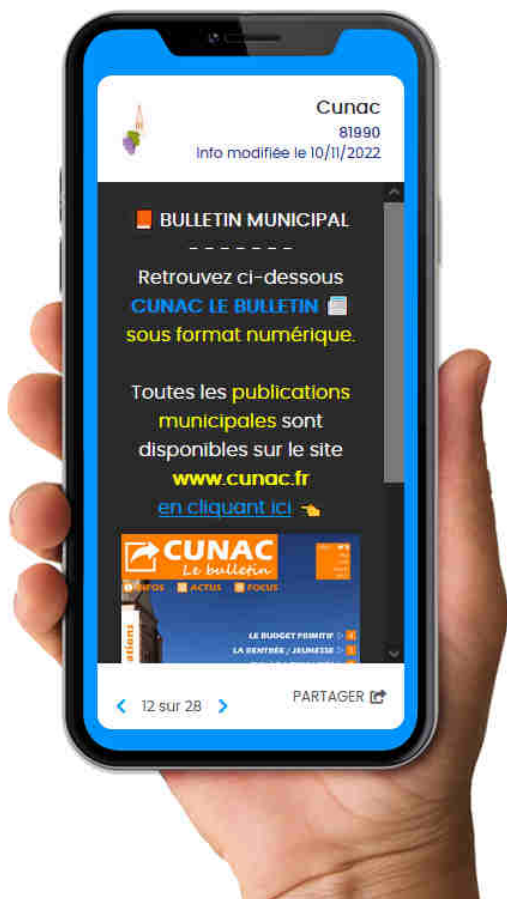 Cunac
81990
Info modifiée le 10/11/2022
BULLETIN MUNICIPAL
- - - - - - -
Retrouvez ci-dessous
CUNAC LE BULLETIN
sous format numérique.
Toutes les publications
municipales sont
disponibles sur le site
www.cunac.fr
en cliquant ici
CUNAC
Le bulletin
INFOS ACTUS FOCUS
LE BUDGET PRIMITIF
LA RENTRÉE / JEUNESSE
12 sur 28
PARTAGER